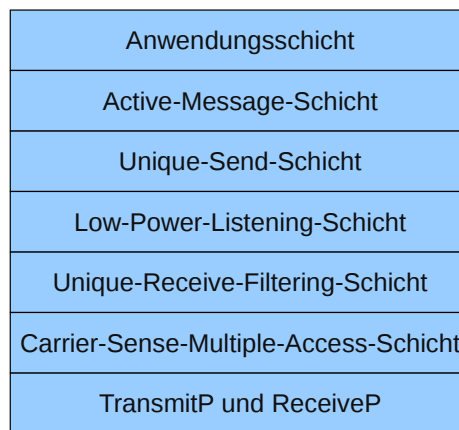 Anwendungsschicht
Active-Message-Schicht
Unique-Send-Schicht
Low-Power-Listening-Schicht
Unique-Receive-Filtering-Schicht
Carrier-Sense-Multiple-Access-Schicht
TransmitP und ReceiveP